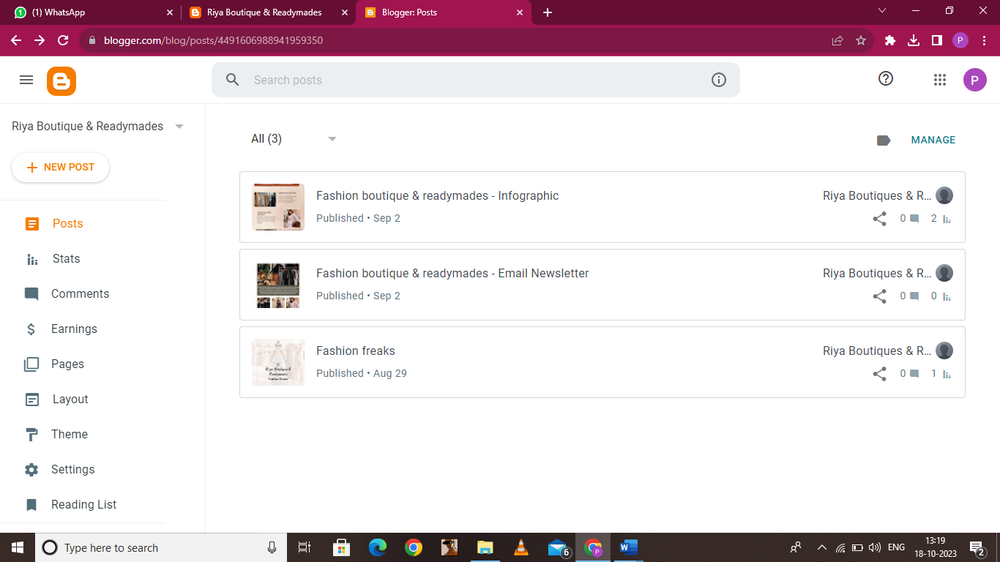 (1) WhatsApp
Riya Boutique & Readymades
Blogger: Posts
blogger.com/blog/posts/4491606988941959350
P
Search posts
P
Riya Boutique & Readymades
NEW POST
Posts
Stats
Comments
Earnings
Pages
Layout
Theme
Settings
Reading List
All (3)
MANAGE
Fashion boutique & readymades - Infographic
Riya Boutiques & R...
Published • Sep 2
0
2
Fashion boutique & readymades - Email Newsletter
Riya Boutiques & R...
Published • Sep 2
0
0
Fashion freaks
Riya Boutiques & R...
Published • Aug 29
0
1
Type here to search
6
P
ENG
13:19
18-10-2023
2